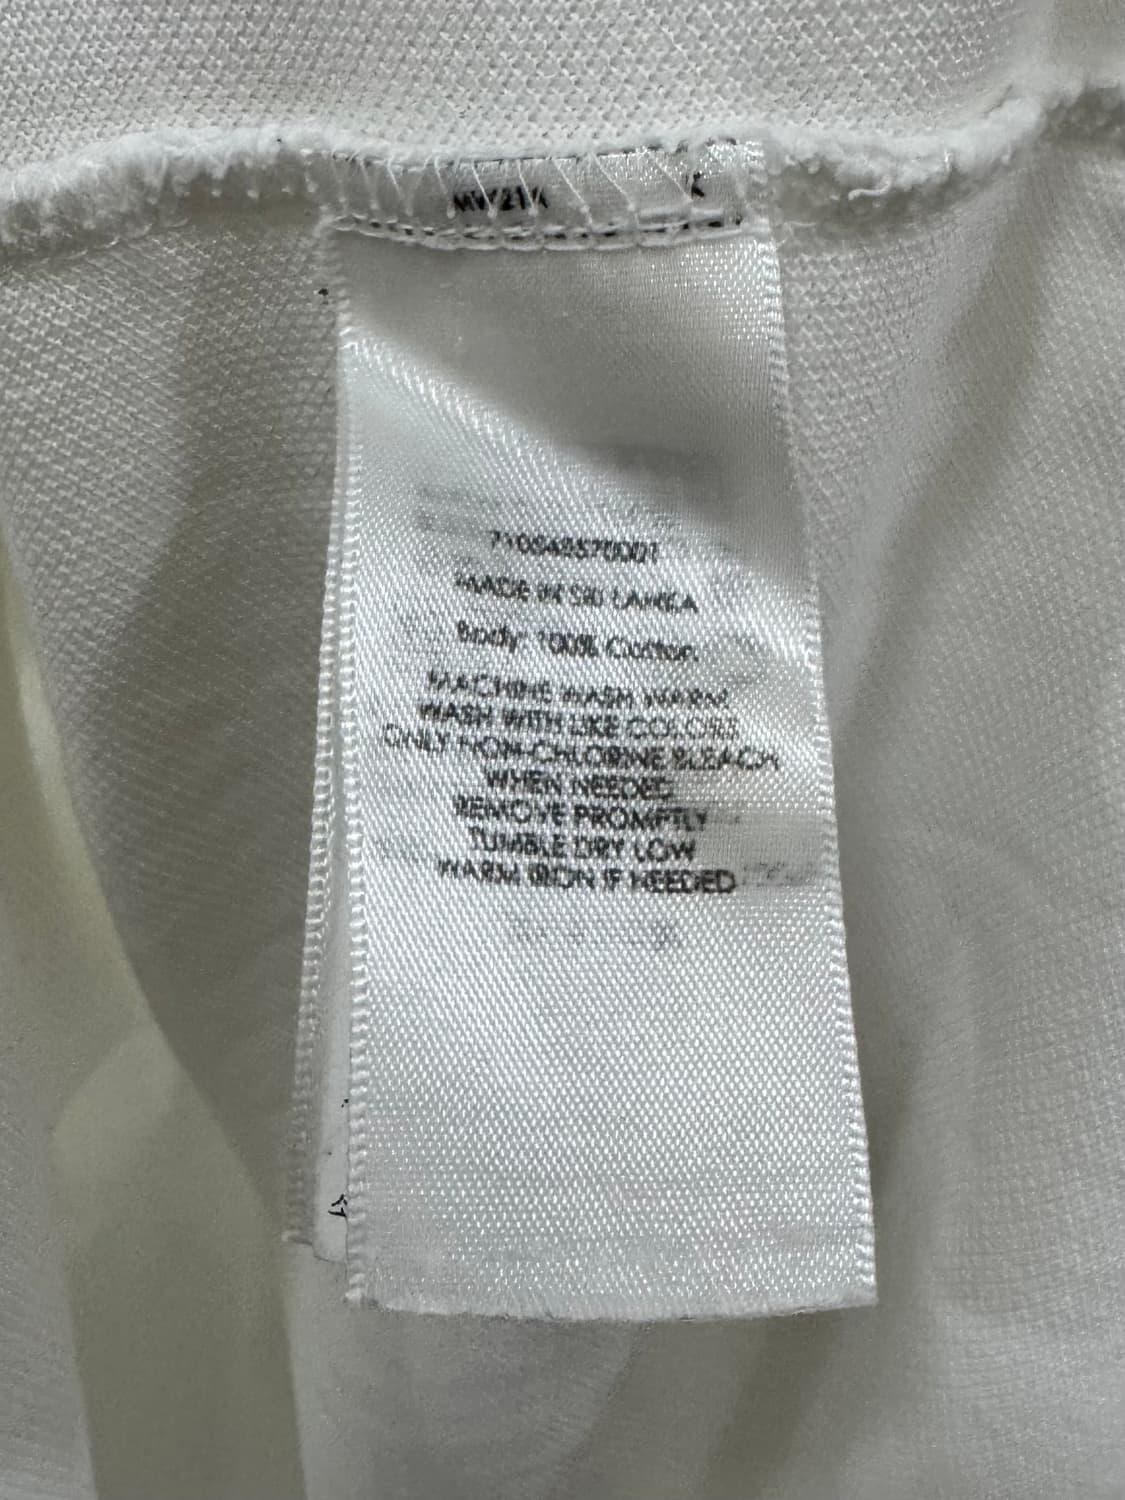 MADE IN SRI LANKA
Body: 100% Cotton.
MACHINE WASH WARM
WASH WITH LIKE COLORS
ONLY NON-CHLORINE BLEACH
WHEN NEEDED
REMOVE PROMPTLY
TUMBLE DRY LOW
WARM IRON IF NEEDED